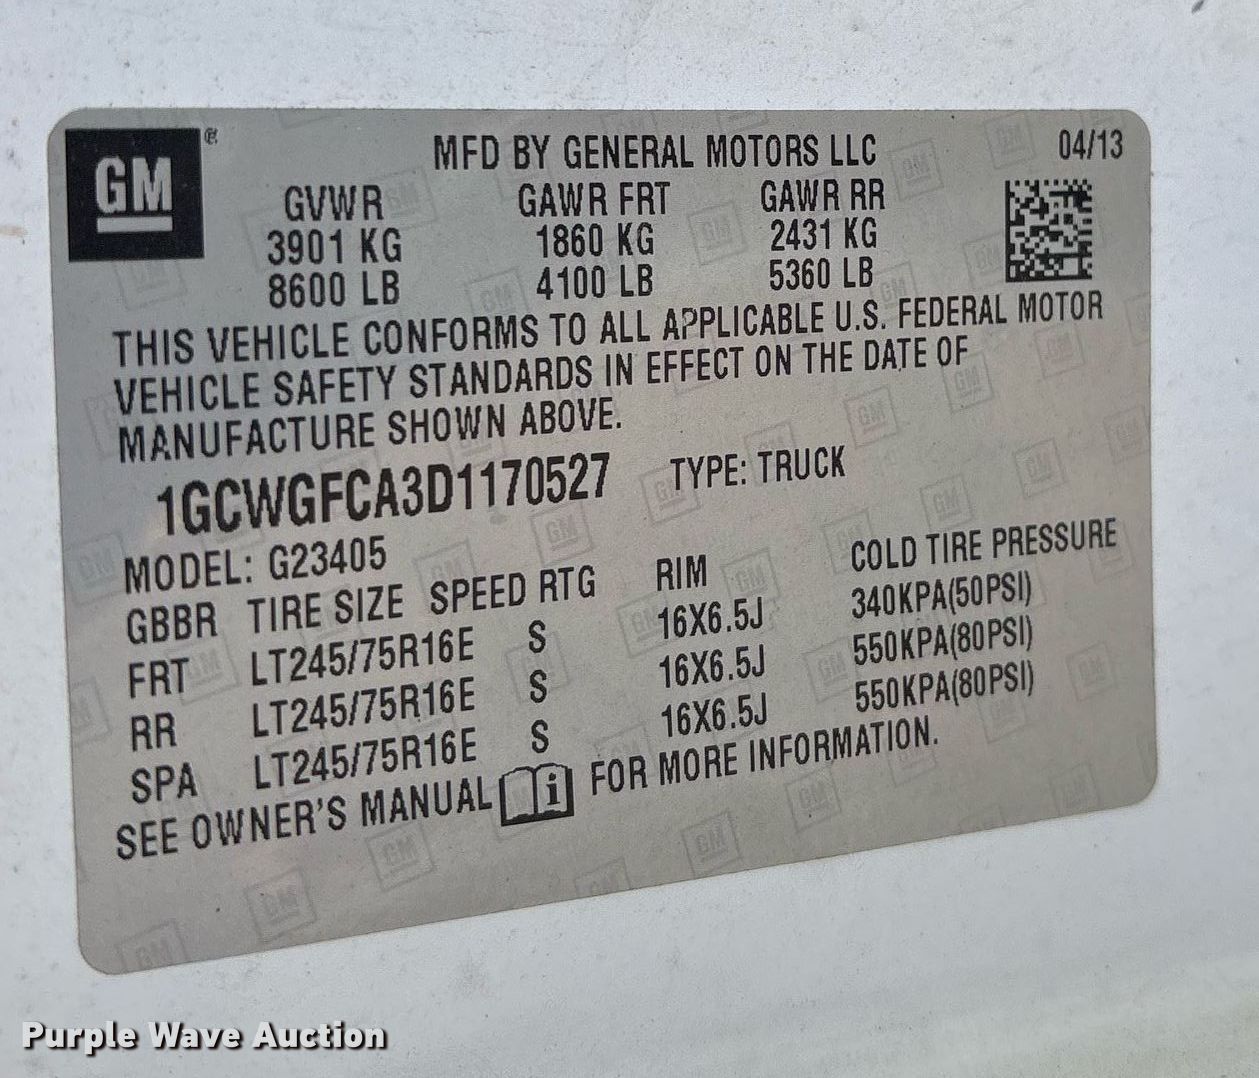 GM
MFD BY GENERAL MOTORS LLC 04/13
GVWR GAWR FRT GAWR RR
3901 KG 1860 KG 2431 KG
8600 LB 4100 LB 5360 LB
THIS VEHICLE CONFORMS TO ALL APPLICABLE U.S. FEDERAL MOTOR
VEHICLE SAFETY STANDARDS IN EFFECT ON THE DATE OF
MANUFACTURE SHOWN ABOVE.
1GCWGFCA3D1170527 TYPE: TRUCK
MODEL: G23405
GBBR TIRE SIZE SPEED RTG RIM COLD TIRE PRESSURE
FRT LT245/75R16E S 16X6.5J 340KPA(50PSI)
RR LT245/75R16E S 16X6.5J 550KPA(80PSI)
SPA LT245/75R16E S 16X6.5J 550KPA(80PSI)
SEE OWNER'S MANUAL i FOR MORE INFORMATION.
Purple Wave Auction